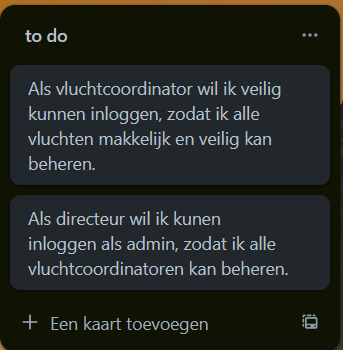 to do
Als vluchtcoordinator wil ik veilig
kunnen inloggen, zodat ik alle
vluchten makkelijk en veilig kan
beheren.
Als directeur wil ik kunen
inloggen als admin, zodat ik alle
vluchtcoordinatoren kan beheren.
Een kaart toevoegen